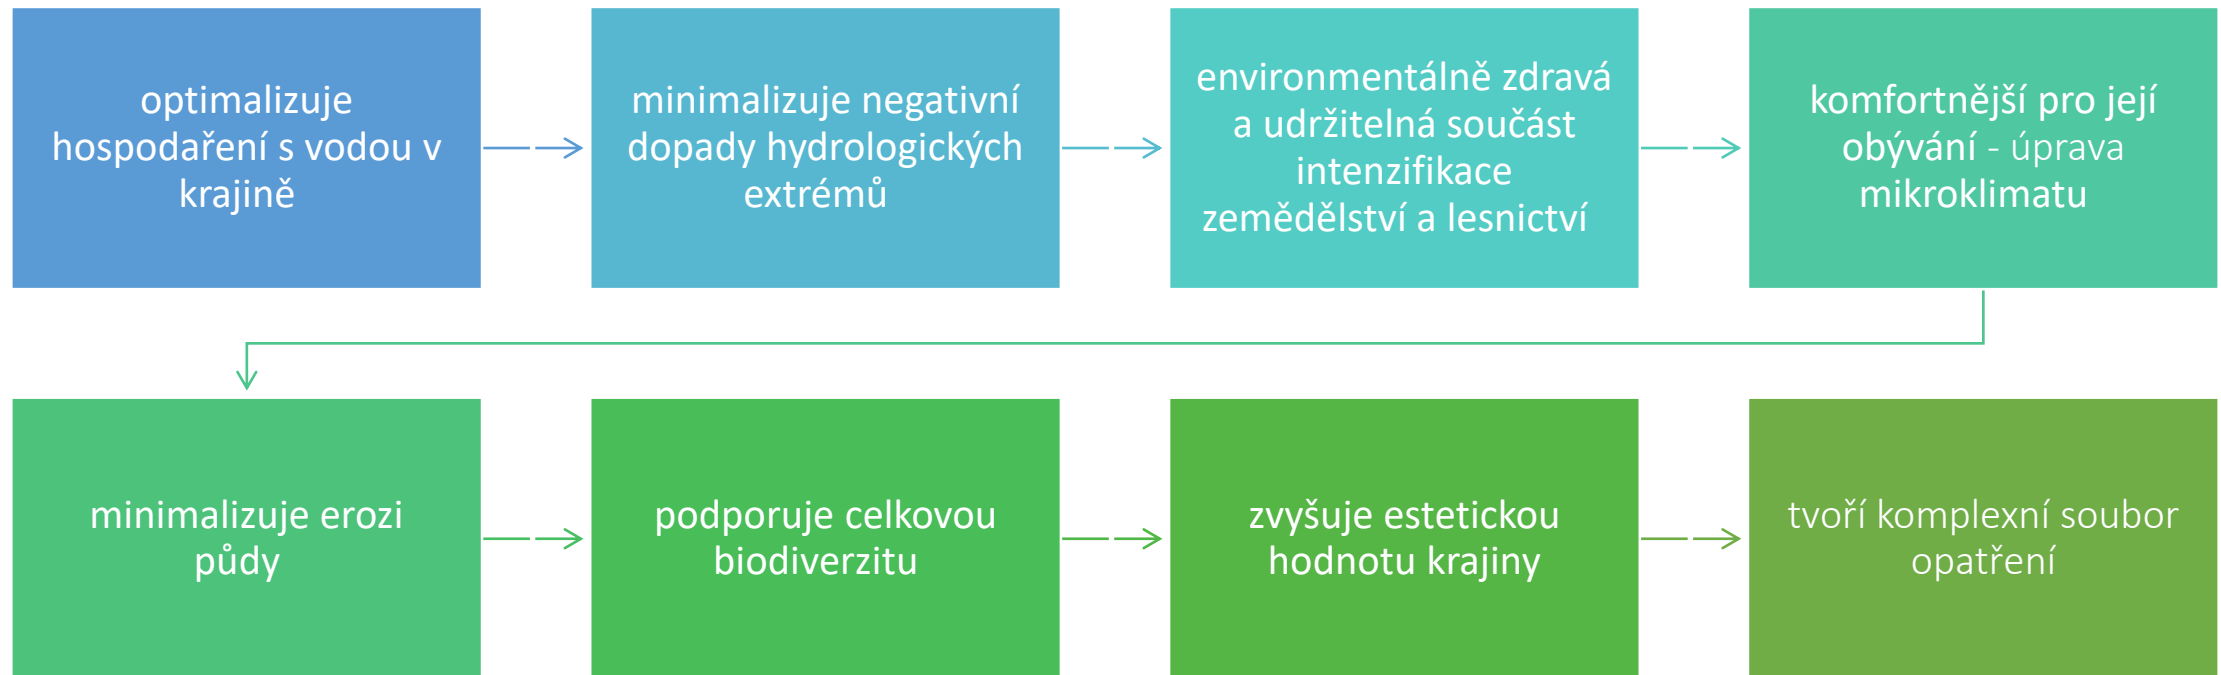 optimalizuje
hospodaření s vodou v
krajině
minimalizuje negativní
dopady hydrologických
extrémů
environmentálně zdravá
a udržitelná součást
intenzifikace
zemědělství a lesnictví
komfortnější pro její
obývání - úprava
mikroklimatu
minimalizuje erozi
půdy
podporuje celkovou
biodiverzitu
zvyšuje estetickou
hodnotu krajiny
tvoří komplexní soubor
opatření